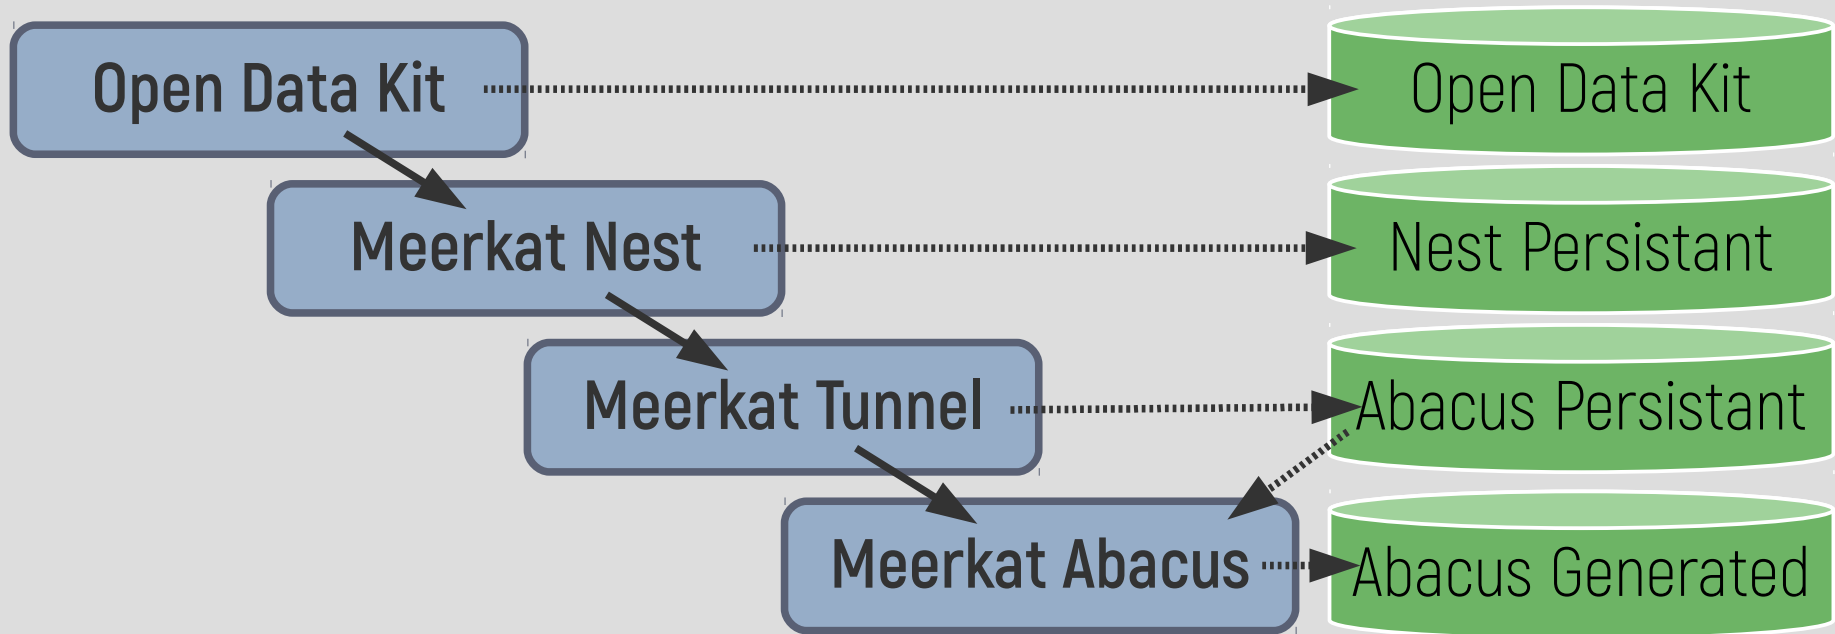 Open Data Kit
Open Data Kit
Meerkat Nest
Nest Persistant
Meerkat Tunnel
Abacus Persistant
Meerkat Abacus
Abacus Generated